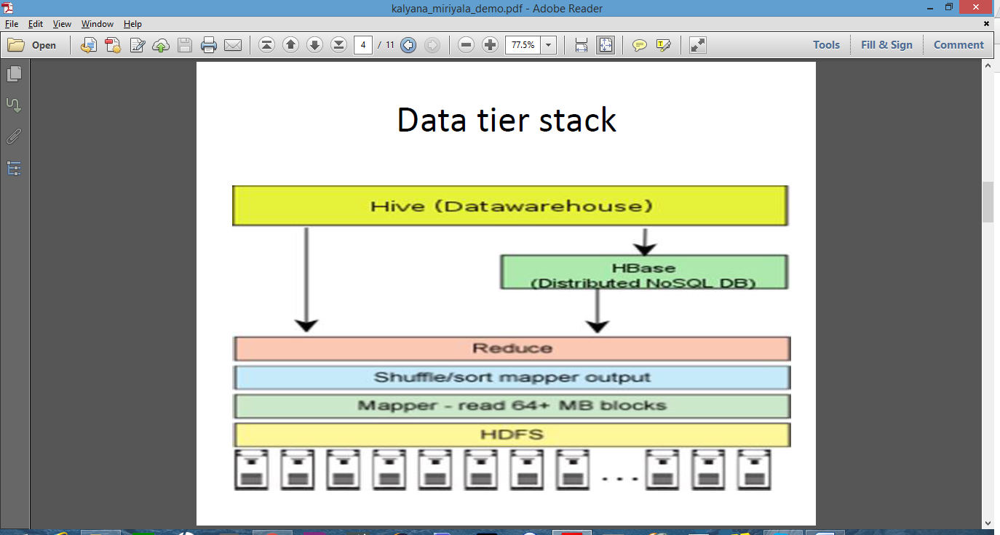 kalyana_miriyala_demo.pdf - Adobe Reader
File Edit View Window Help
Open 4 / 11 77.5% Tools Fill & Sign Comment
Data tier stack
Hive (Datawarehouse)
HBase
(Distributed NoSQL DB)
Reduce
Shuffle/sort mapper output
Mapper - read 64+ MB blocks
HDFS
...